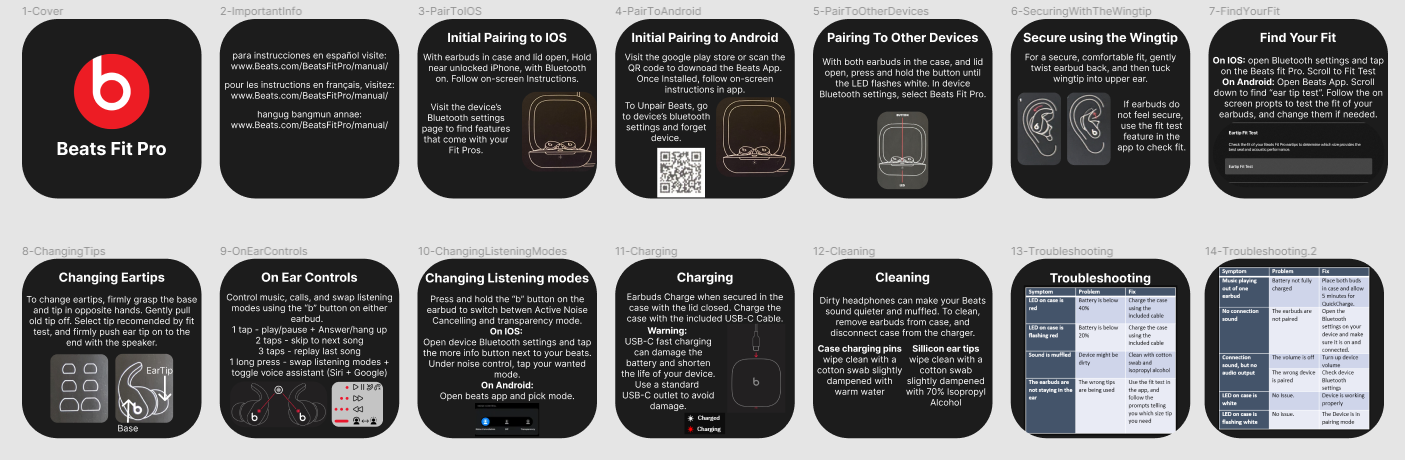 1-Cover
b
Beats Fit Pro
2-ImportantInfo
para instrucciones en español visite:
www.Beats.com/BeatsFitPro/manual/
pour les instructions en français, visitez:
www.Beats.com/BeatsFitPro/manual/
hangug bangmun annae:
www.Beats.com/BeatsFitPro/manual/
3-PairToIOS
Initial Pairing to IOS
With earbuds in case and lid open, Hold
near unlocked iPhone, with Bluetooth
on. Follow on-screen Instructions.
Visit the device's
Bluetooth settings
page to find features
that come with your
Fit Pros.
4-PairToAndroid
Initial Pairing to Android
Visit the google play store or scan the
QR code to downoad the Beats App.
Once Installed, follow on-screen
instructions in app.
To Unpair Beats, go
to device's bluetooth
settings and forget
device.
5-PairToOtherDevices
Pairing To Other Devices
With both earbuds in the case, and lid
open, press and hold the button until
the LED flashes white. In device
Bluetooth settings, select Beats Fit Pro.
BUTTON
LED
6-SecuringWithTheWingtip
Secure using the Wingtip
For a secure, comfortable fit, gently
twist earbud back, and then tuck
wingtip into upper ear.
If earbuds do
not feel secure,
use the fit test
feature in the
app to check fit.
7-FindYourFit
Find Your Fit
On IOS: open Bluetooth settings and tap
on the Beats fit Pro. Scroll to Fit Test
On Android: Open Beats App. Scroll
down to find "ear tip test". Follow the on
screen propts to test the fit of your
earbuds, and change them if needed.
Eartip Fit Test
Check the fit of your Beats Fit Pro eartips to determine which size provides the
best seal and acoustic performance.
Eartip Fit Test
8-ChangingTips
Changing Eartips
To change eartips, firmly grasp the base
and tip in opposite hands. Gently pull
old tip off. Select tip recomended by fit
test, and firmly push ear tip on to the
end with the speaker.
EarTip
Base
9-OnEarControls
On Ear Controls
Control music, calls, and swap listening
modes using the "b" button on either
earbud.
1 tap - play/pause + Answer/hang up
2 taps - skip to next song
3 taps - replay last song
1 long press - swap listening modes +
toggle voice assistant (Siri + Google)
10-ChangingListeningModes
Changing Listening modes
Press and hold the "b" button on the
earbud to switch betwen Active Noise
Cancelling and transparency mode.
On IOS:
Open device Bluetooth settings and tap
the more info button next to your beats.
Under noise control, tap your wanted
mode.
On Android:
Open beats app and pick mode.
11-Charging
Charging
Earbuds Charge when secured in the
case with the lid closed. Charge the
case with the included USB-C Cable.
Warning:
USB-C fast charging
can damage the
battery and shorten
the life of your device.
Use a standard
USB-C outlet to avoid
damage.
b
Charged
Charging
12-Cleaning
Cleaning
Dirty headphones can make your Beats
sound quieter and muffled. To clean,
remove earbuds from case, and
disconnect case from the charger.
Case charging pins
wipe clean with a
cotton swab slightly
dampened with
warm water
Sillicon ear tips
wipe clean with a
cotton swab
slightly dampened
with 70% Isopropyl
Alcohol
13-Troubleshooting
Troubleshooting
Symptom Problem Fix
LED on case is red Battery is below 40% Charge the case using the included cable
LED on case is flashing red Battery is below 20% Charge the case using the included cable
Sound is muffled Device might be dirty Clean with cotton swab and isopropyl alcohol
The earbuds are not staying in the ear The wrong tips are being used Use the fit test in the app, and follow the prompts telling you which size tip you need
14-Troubleshooting.2
Symptom Problem Fix
Music playing out of one earbud Battery not fully charged Place both buds in case and allow 5 minutes for QuickCharge.
No connection sound The earbuds are not paired Open the Bluetooth settings on your device and make sure it is on and connected.
Connection sound, but no audio output The volume is off Turn up device volume
The wrong device is paired Check device Bluetooth settings
LED on case is white No Issue. Device is working properly
LED on case is flashing white No Issue. The Device is in pairing mode